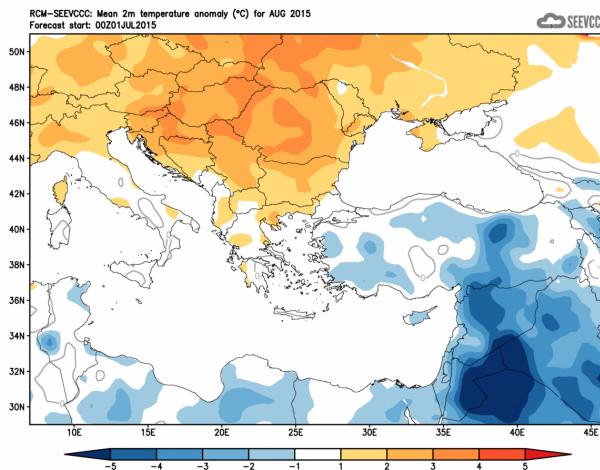 RCM-SEEVCCC: Mean 2m temperature anomaly (°C) for AUG 2015
Forecast start: 00Z01JUL2015
SEEVCC
50N
48N
46N
44N
42N
40N
38N
36N
34N
32N
30N
10E 15E 20E 25E 30E 35E 40E 45E
-5 -4 -3 -2 -1 1 2 3 4 5